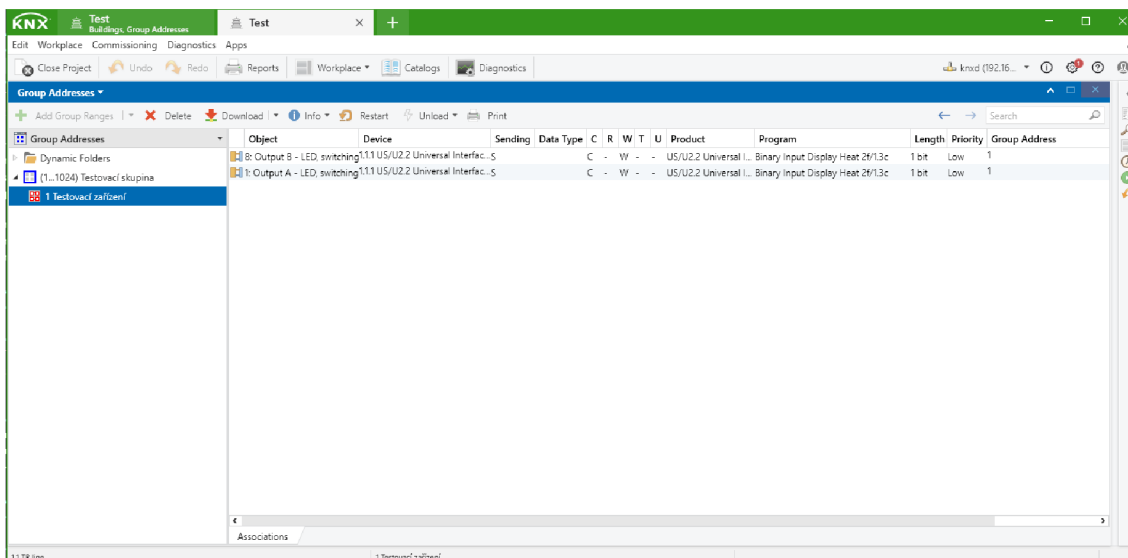 KNX Test Test
Buildings, Group Addresses
Edit Workplace Commissioning Diagnostics Apps
Close Project Undo Redo Reports Workplace Catalogs Diagnostics knxd (192.16...
Group Addresses
Add Group Ranges Delete Download Info Restart Unload Print Search
Group Addresses Object Device Sending Data Type C R W T U Product Program Length Priority Group Address
Dynamic Folders 8: Output B - LED, switching 1.1.1 US/U2.2 Universal Interfac... S C - W - - US/U2.2 Universal I... Binary Input Display Heat 2f/1.3c 1 bit Low 1
(1...1024) Testovací skupina 1: Output A - LED, switching 1.1.1 US/U2.2 Universal Interfac... S C - W - - US/U2.2 Universal I... Binary Input Display Heat 2f/1.3c 1 bit Low 1
1 Testovací zařízení
Associations
1 Testovací zařízení